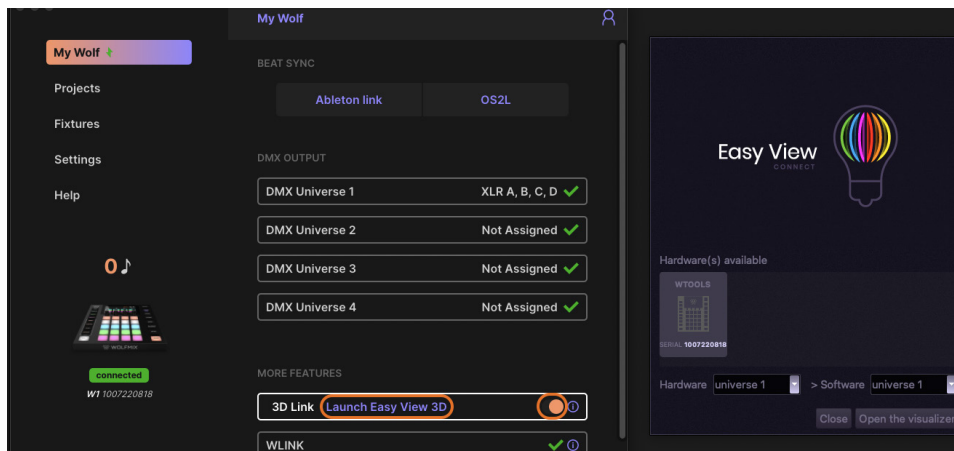 My Wolf
My Wolf
Projects
Fixtures
Settings
Help
0
WOLFMIX
connected
W1 1007220818
BEAT SYNC
Ableton link OS2L
DMX OUTPUT
DMX Universe 1 XLR A, B, C, D
DMX Universe 2 Not Assigned
DMX Universe 3 Not Assigned
DMX Universe 4 Not Assigned
MORE FEATURES
3D Link Launch Easy View 3D
WLINK
Easy View
CONNECT
Hardware(s) available
WTOOLS
SERIAL 1007220818
Hardware universe 1 > Software universe 1
Close Open the visualizer